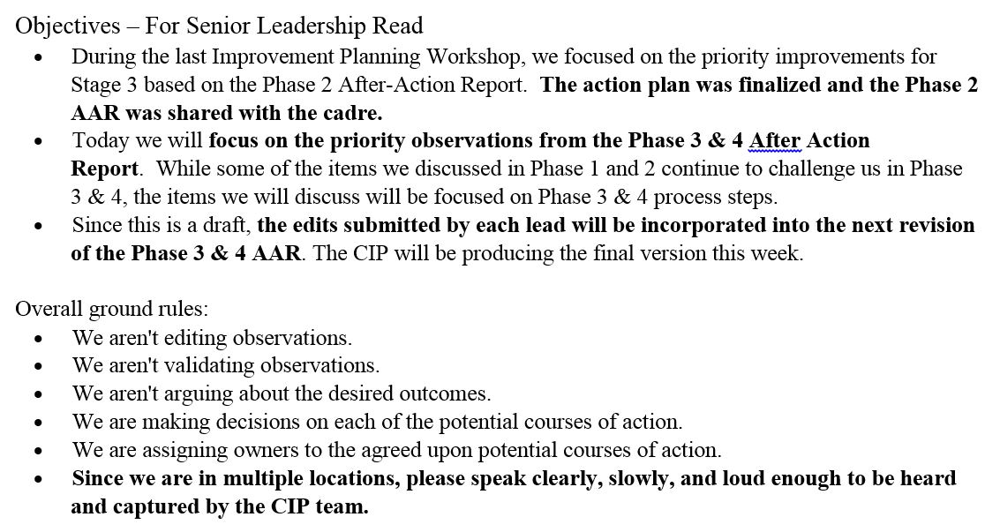 Objectives – For Senior Leadership Read
• During the last Improvement Planning Workshop, we focused on the priority improvements for
Stage 3 based on the Phase 2 After-Action Report.  The action plan was finalized and the Phase 2
AAR was shared with the cadre.
• Today we will focus on the priority observations from the Phase 3 & 4 After Action
Report.  While some of the items we discussed in Phase 1 and 2 continue to challenge us in Phase
3 & 4, the items we will discuss will be focused on Phase 3 & 4 process steps.
• Since this is a draft, the edits submitted by each lead will be incorporated into the next revision
of the Phase 3 & 4 AAR. The CIP will be producing the final version this week.
Overall ground rules:
• We aren't editing observations.
• We aren't validating observations.
• We aren't arguing about the desired outcomes.
• We are making decisions on each of the potential courses of action.
• We are assigning owners to the agreed upon potential courses of action.
• Since we are in multiple locations, please speak clearly, slowly, and loud enough to be heard
and captured by the CIP team.